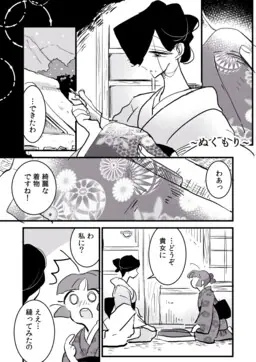 …できたわ
~ぬくもり~
わあっ
綺麗な
着物
ですね!
…どうぞ
貴女に
わ
私に?
ええ…
縫ってみたの